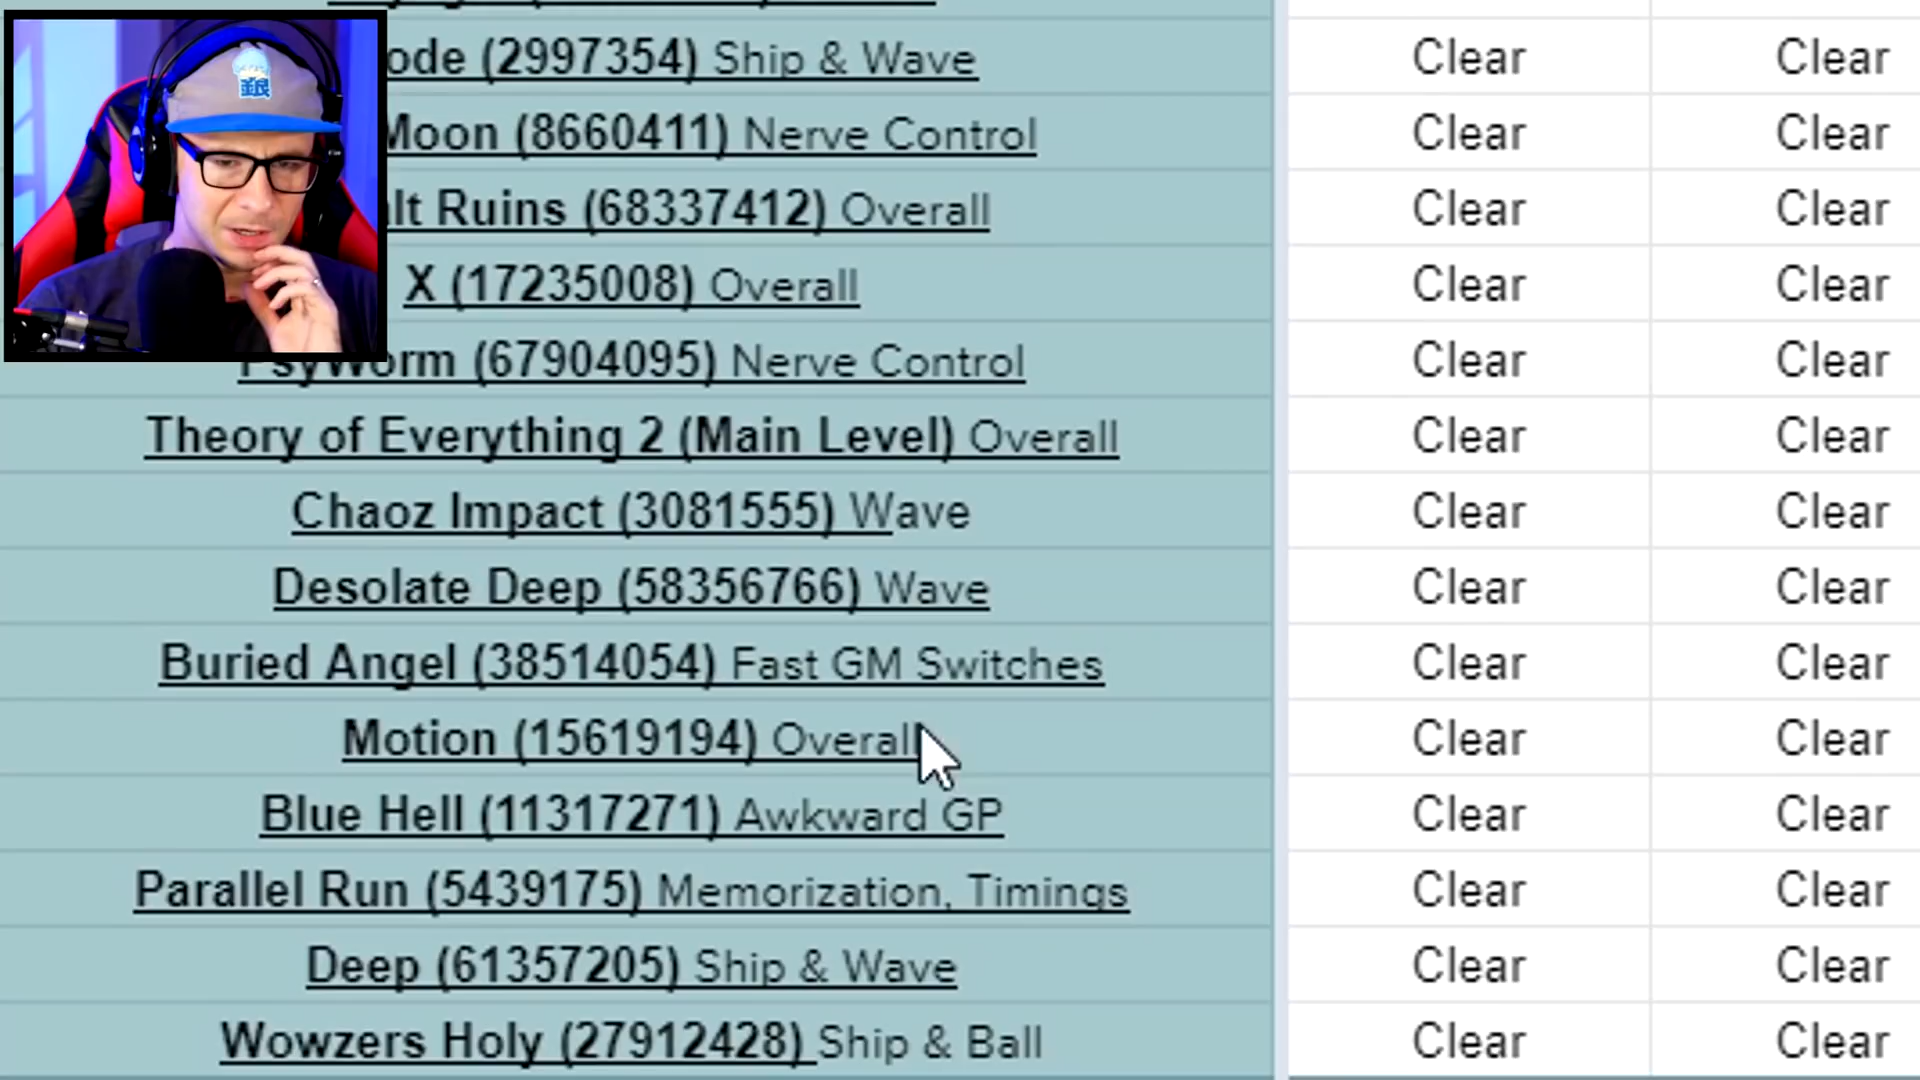 銀
ode (2997354) Ship & Wave Clear Clear
Moon (8660411) Nerve Control Clear Clear
lt Ruins (68337412) Overall Clear Clear
X (17235008) Overall Clear Clear
PsyWorm (67904095) Nerve Control Clear Clear
Theory of Everything 2 (Main Level) Overall Clear Clear
Chaoz Impact (3081555) Wave Clear Clear
Desolate Deep (58356766) Wave Clear Clear
Buried Angel (38514054) Fast GM Switches Clear Clear
Motion (15619194) Overall Clear Clear
Blue Hell (11317271) Awkward GP Clear Clear
Parallel Run (5439175) Memorization, Timings Clear Clear
Deep (61357205) Ship & Wave Clear Clear
Wowzers Holy (27912428) Ship & Ball Clear Clear